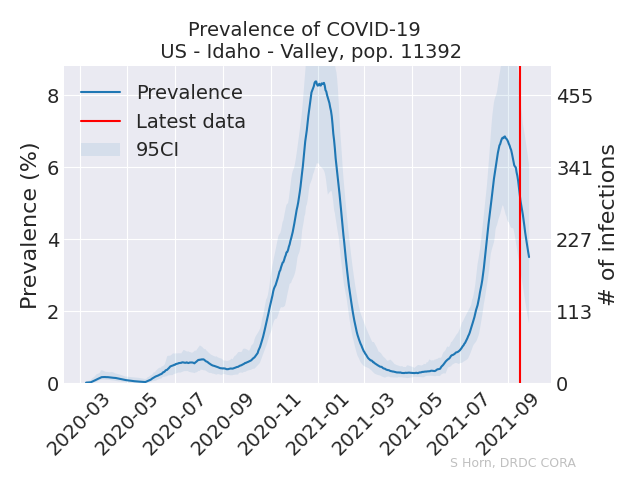 Prevalence of COVID-19
US - Idaho - Valley, pop. 11392
Prevalence
Latest data
95CI
Prevalence (%)
8
6
4
2
0
# of infections
455
341
227
113
0
2020-03
2020-05
2020-07
2020-09
2020-11
2021-01
2021-03
2021-05
2021-07
2021-09
S Horn, DRDC CORA